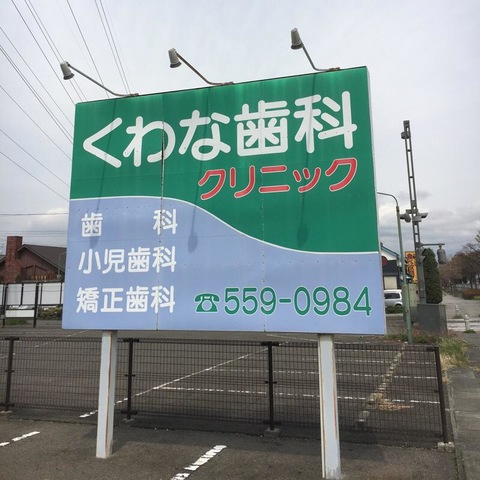 くわな歯科
クリニック
歯 科
小児歯科
矯正歯科
☎559-0984